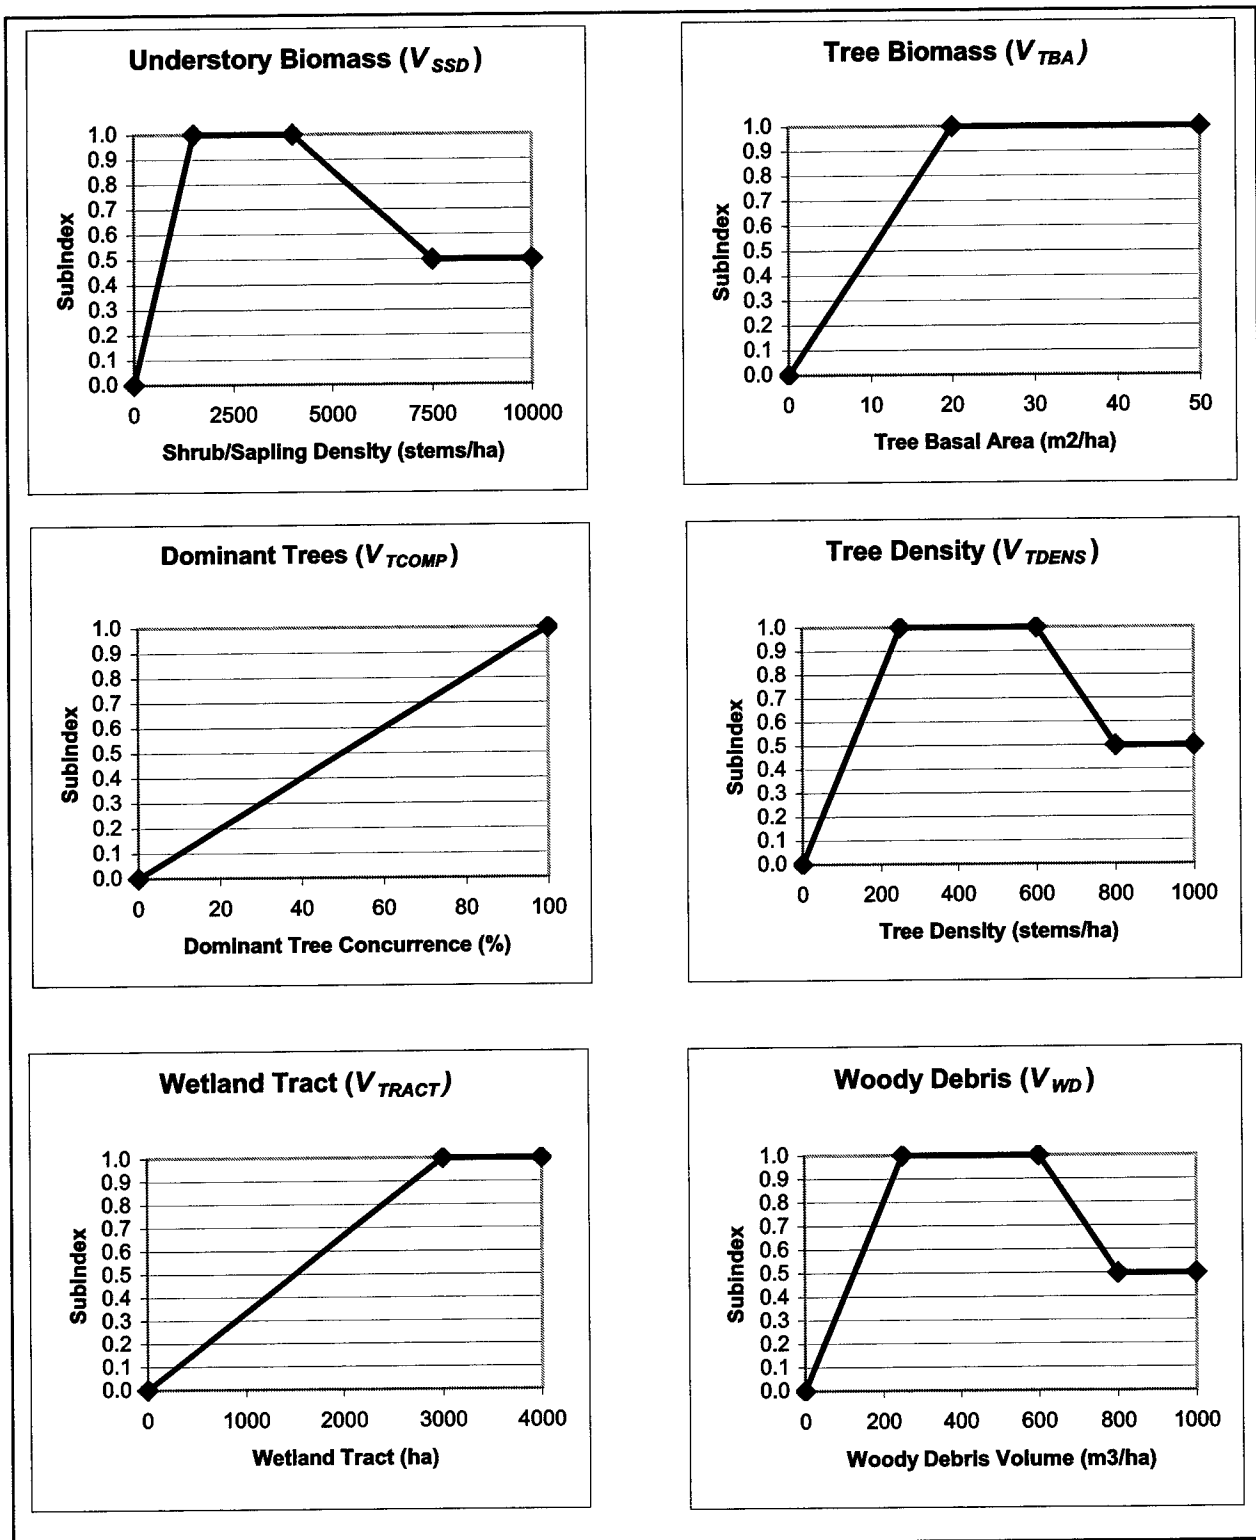 Understory Biomass (V SSD)
1.0
0.9
0.8
0.7
0.6
0.5
0.4
0.3
0.2
0.1
0.0
SubIndex
0 2500 5000 7500 10000
Shrub/Sapling Density (stems/ha)
Tree Biomass (V TBA)
1.0
0.9
0.8
0.7
0.6
0.5
0.4
0.3
0.2
0.1
0.0
SubIndex
0 10 20 30 40 50
Tree Basal Area (m2/ha)
Dominant Trees (V TCOMP)
1.0
0.9
0.8
0.7
0.6
0.5
0.4
0.3
0.2
0.1
0.0
SubIndex
0 20 40 60 80 100
Dominant Tree Concurrence (%)
Tree Density (V TDENS)
1.0
0.9
0.8
0.7
0.6
0.5
0.4
0.3
0.2
0.1
0.0
SubIndex
0 200 400 600 800 1000
Tree Density (stems/ha)
Wetland Tract (V TRACT)
1.0
0.9
0.8
0.7
0.6
0.5
0.4
0.3
0.2
0.1
0.0
SubIndex
0 1000 2000 3000 4000
Wetland Tract (ha)
Woody Debris (V WD)
1.0
0.9
0.8
0.7
0.6
0.5
0.4
0.3
0.2
0.1
0.0
SubIndex
0 200 400 600 800 1000
Woody Debris Volume (m3/ha)